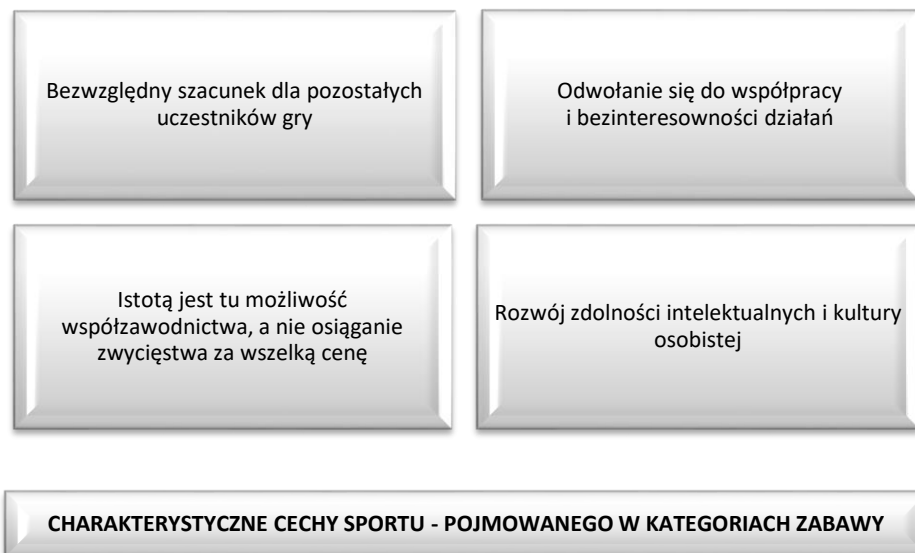 Bezwzględny szacunek dla pozostałych
uczestników gry
Odwołanie się do współpracy
i bezinteresowności działań
Istotą jest tu możliwość
współzawodnictwa, a nie osiąganie
zwycięstwa za wszelką cenę
Rozwój zdolności intelektualnych i kultury
osobistej
CHARAKTERYSTYCZNE CECHY SPORTU - POJMOWANEGO W KATEGORIACH ZABAWY